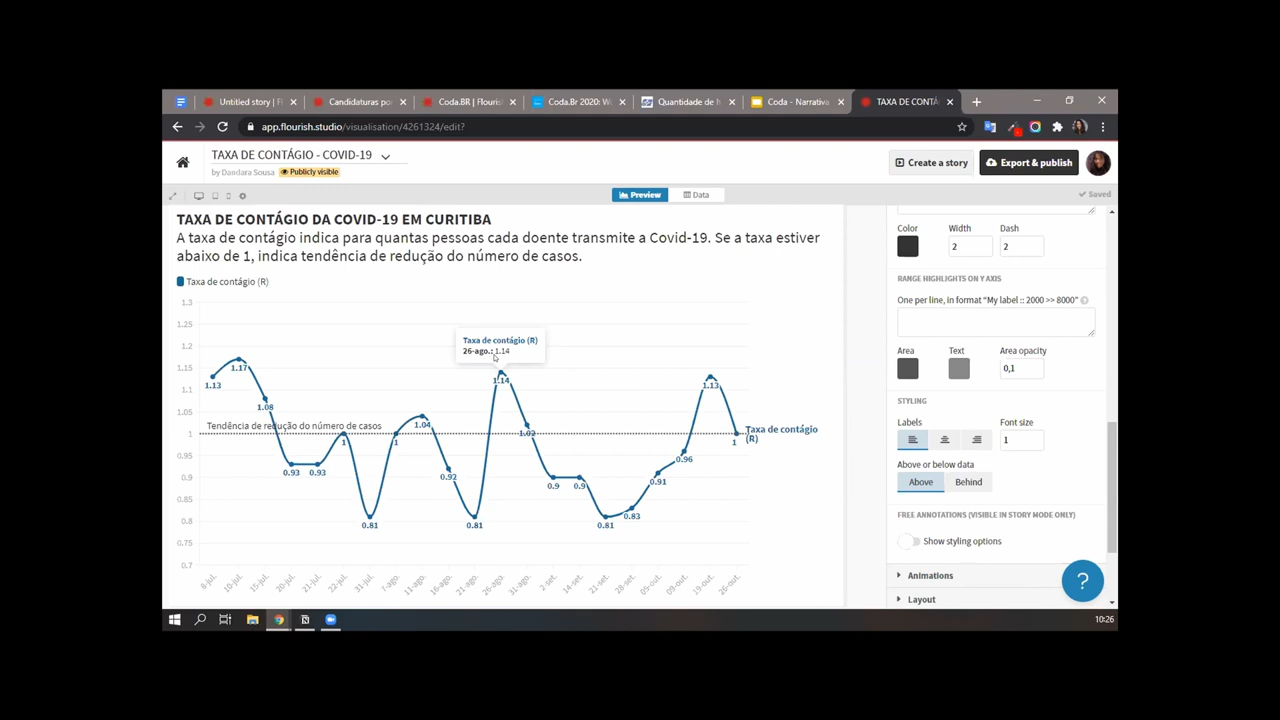 Untitled story | F
Candidaturas po
Coda.BR | Flouris
Coda.Br 2020: W
Quantidade de h
Coda - Narrativa
TAXA DE CONTÁ
app.flourish.studio/visualisation/4261324/edit?
TAXA DE CONTÁGIO - COVID-19
by Dandara Sousa
Publicly visible
Create a story
Export & publish
Preview
Data
Saved
TAXA DE CONTÁGIO DA COVID-19 EM CURITIBA
A taxa de contágio indica para quantas pessoas cada doente transmite a Covid-19. Se a taxa estiver
abaixo de 1, indica tendência de redução do número de casos.
Taxa de contágio (R)
1.3
1.25
1.2
1.15
1.1
1.05
1
0.95
0.9
0.85
0.8
0.75
0.7
Taxa de contágio (R)
26-ago.: 1.14
1.13
1.17
1.08
0.93
0.93
1
0.81
1
1.04
0.92
0.81
1.14
1.02
0.9
0.9
0.81
0.83
0.91
0.96
1.13
1
Tendência de redução do número de casos
Taxa de contágio
(R)
8-jul.
10-jul.
15-jul.
20-jul.
21-jul.
22-jul.
31-jul.
7-ago.
11-ago.
16-ago.
21-ago.
26-ago.
31-ago.
2-set.
14-set.
21-set.
28-set.
05-out.
09-out.
19-out.
26-out.
Color
Width
Dash
2
2
RANGE HIGHLIGHTS ON Y AXIS
One per line, in format “My label :: 2000 >> 8000”
Area
Text
Area opacity
0,1
STYLING
Labels
Font size
1
Above or below data
Above
Behind
FREE ANNOTATIONS (VISIBLE IN STORY MODE ONLY)
Show styling options
Animations
Layout
?
10:26